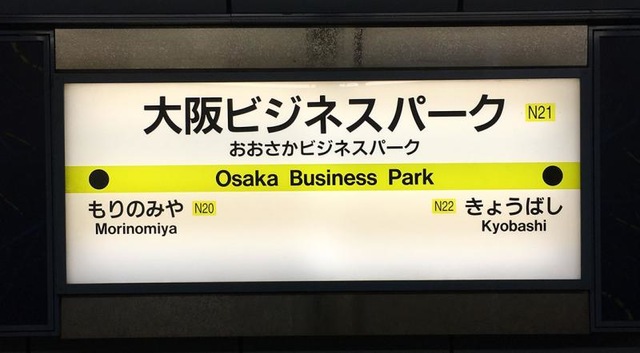 大阪ビジネスパーク N21
おおさかビジネスパーク
Osaka Business Park
もりのみや N20 N22 きょうばし
Morinomiya Kyobashi